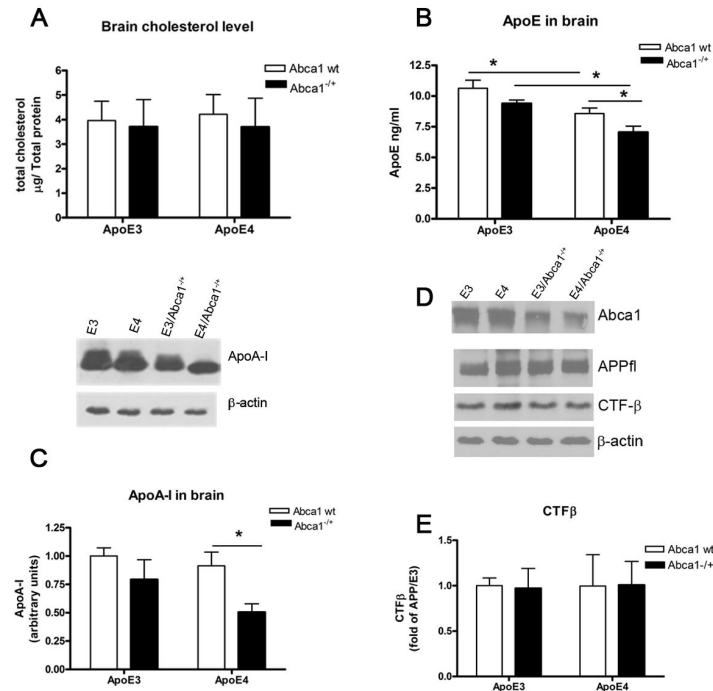 A
Brain cholesterol level
Abca1 wt
Abca1-/+
total cholesterol
μg/ Total protein
6
5
4
3
2
1
0
ApoE3
ApoE4
B
ApoE in brain
Abca1 wt
Abca1-/+
* * *
ApoE ng/ml
12.5
10.0
7.5
5.0
2.5
0.0
ApoE3
ApoE4
E3
E4
E3/Abca1-/+
E4/Abca1-/+
ApoA-I
β-actin
C
ApoA-I in brain
Abca1 wt
Abca1-/+
*
ApoA-I
(arbitrary units)
1.25
1.00
0.75
0.50
0.25
0.00
ApoE3
ApoE4
D
E3
E4
E3/Abca1-/+
E4/Abca1-/+
Abca1
APPfl
CTF-β
β-actin
E
CTFβ
Abca1 wt
Abca1-/+
CTFβ
(fold of APP/E3)
1.5
1.0
0.5
0.0
ApoE3
ApoE4